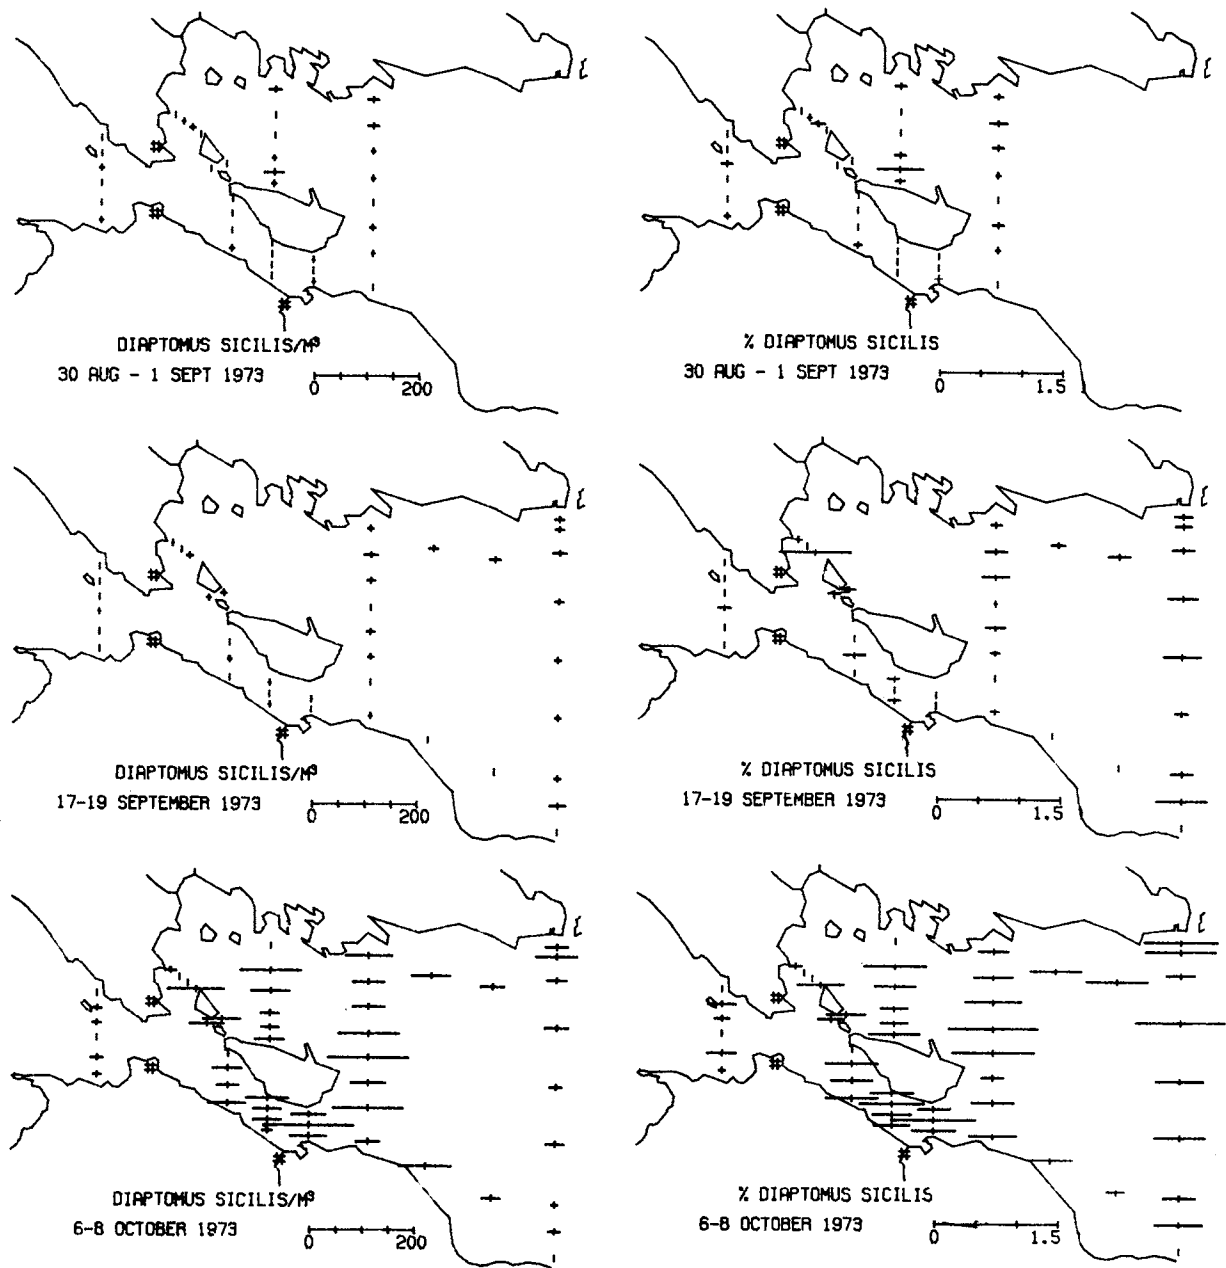 DIAPTOMUS SICILIS/M³
30 AUG - 1 SEPT 1973
0 200
% DIAPTOMUS SICILIS
30 AUG - 1 SEPT 1973
0 1.5
DIAPTOMUS SICILIS/M³
17-19 SEPTEMBER 1973
0 200
% DIAPTOMUS SICILIS
17-19 SEPTEMBER 1973
0 1.5
DIAPTOMUS SICILIS/M³
6-8 OCTOBER 1973
0 200
% DIAPTOMUS SICILIS
6-8 OCTOBER 1973
0 1.5